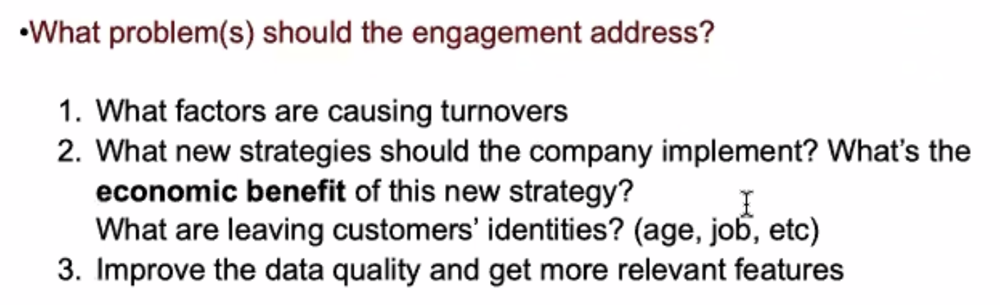 •What problem(s) should the engagement address?
1. What factors are causing turnovers
2. What new strategies should the company implement? What's the
economic benefit of this new strategy?
What are leaving customers' identities? (age, job, etc)
3. Improve the data quality and get more relevant features